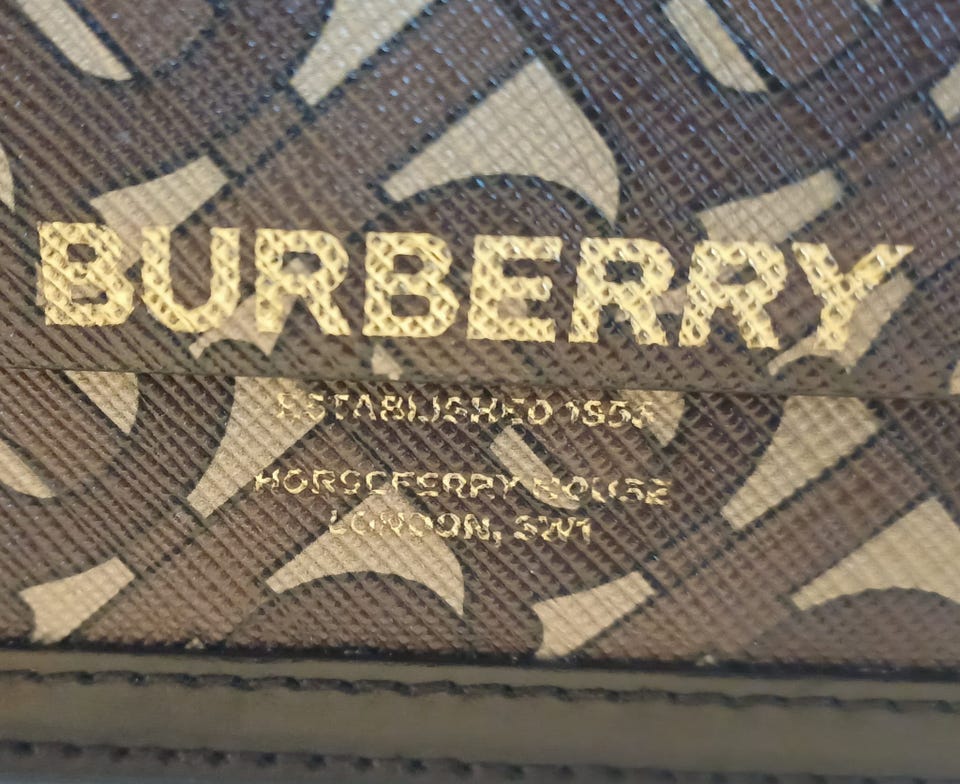 BURBERRY
ESTABLISHED 1856
HORSEFERRY HOUSE
LONDON, SW1